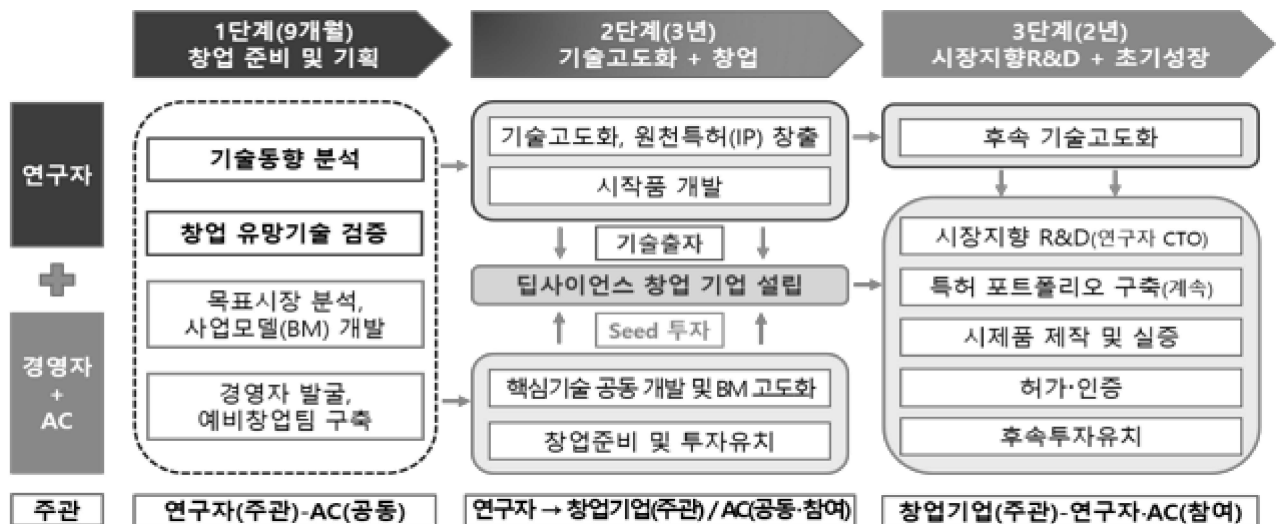 1단계(9개월)
창업 준비 및 기획
2단계(3년)
기술고도화 + 창업
3단계(2년)
시장지향R&D + 초기성장
연구자
경영자
+
AC
기술동향 분석
창업 유망기술 검증
목표시장 분석,
사업모델(BM) 개발
경영자 발굴,
예비창업팀 구축
기술고도화, 원천특허(IP) 창출
시작품 개발
기술출자
딥사이언스 창업 기업 설립
Seed 투자
핵심기술 공동 개발 및 BM 고도화
창업준비 및 투자유치
후속 기술고도화
시장지향 R&D(연구자 CTO)
특허 포트폴리오 구축(계속)
시제품 제작 및 실증
허가·인증
후속투자유치
주관
연구자(주관)-AC(공동)
연구자 → 창업기업(주관) / AC(공동·참여)
창업기업(주관)-연구자·AC(참여)